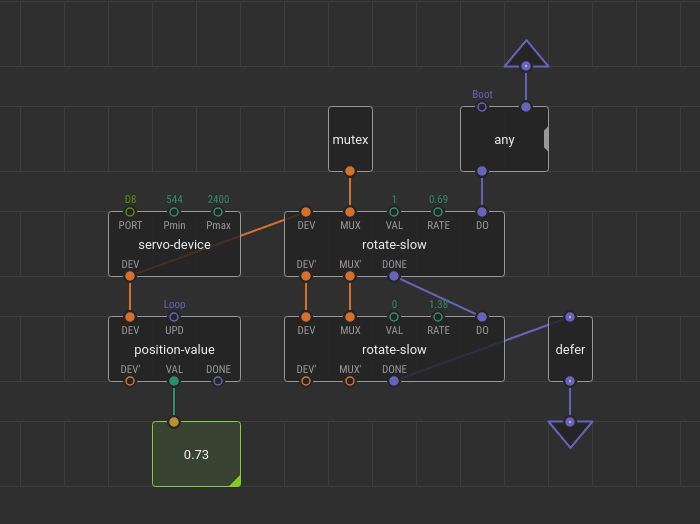 Boot
mutex
any
D8 544 2400 1 0.69
PORT Pmin Pmax DEV MUX VAL RATE DO
servo-device rotate-slow
DEV DEV' MUX' DONE
Loop 0 1.38
DEV UPD DEV MUX VAL RATE DO
position-value rotate-slow defer
DEV' VAL DONE DEV' MUX' DONE
0.73